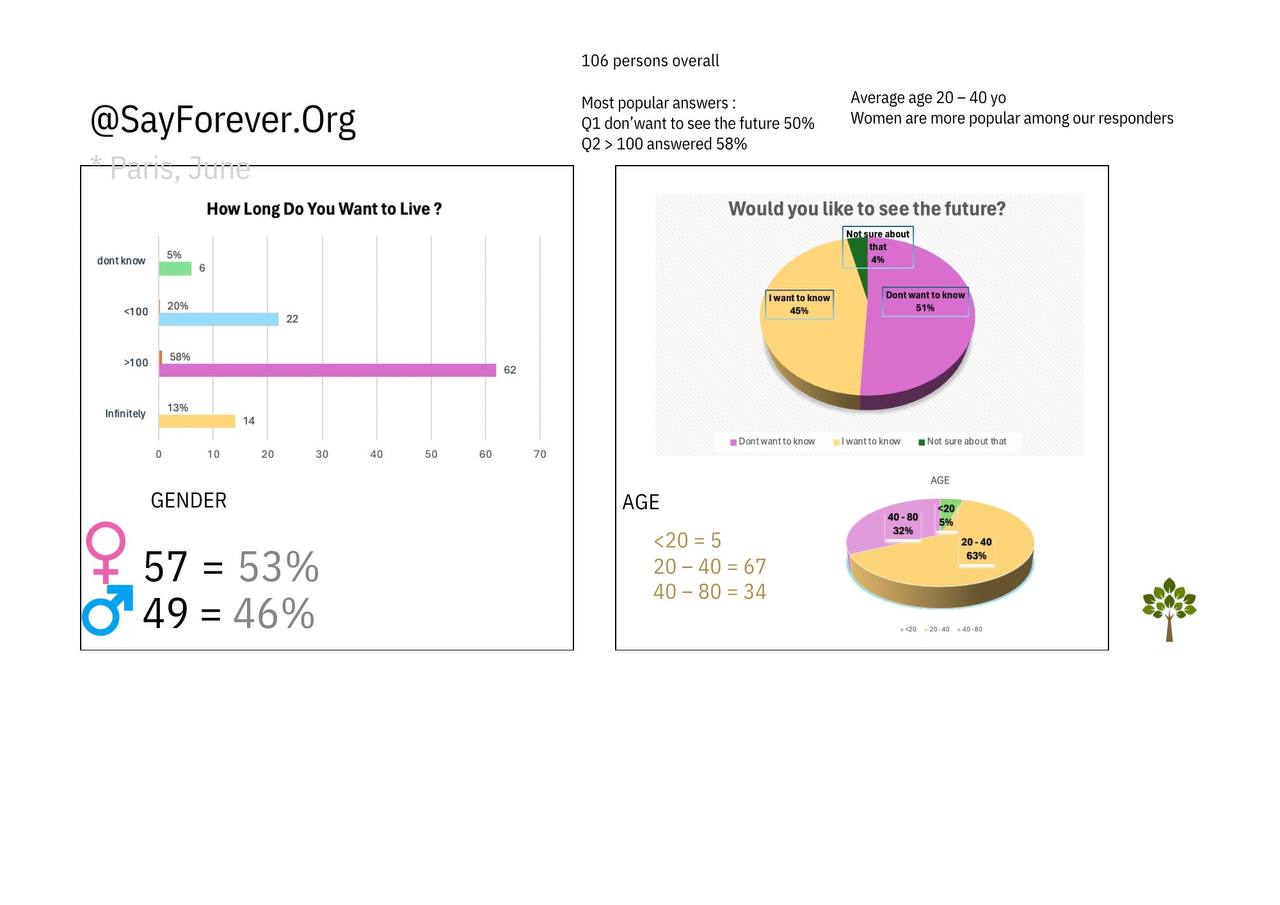 106 persons overall
Most popular answers :
Q1 don'want to see the future 50%
Q2 > 100 answered 58%
Average age 20 – 40 yo
Women are more popular among our responders
@SayForever.Org
* Paris, June
How Long Do You Want to Live ?
dont know
5%
6
<100
20%
22
>100
58%
62
Infinitely
13%
14
0 10 20 30 40 50 60 70
GENDER
57 = 53%
49 = 46%
Would you like to see the future?
Not sure about
that
4%
I want to know
45%
Dont want to know
51%
Dont want to know I want to know Not sure about that
AGE
<20 = 5
20 – 40 = 67
40 – 80 = 34
AGE
40 - 80
32%
<20
5%
20 - 40
63%
<20 20-40 40-80